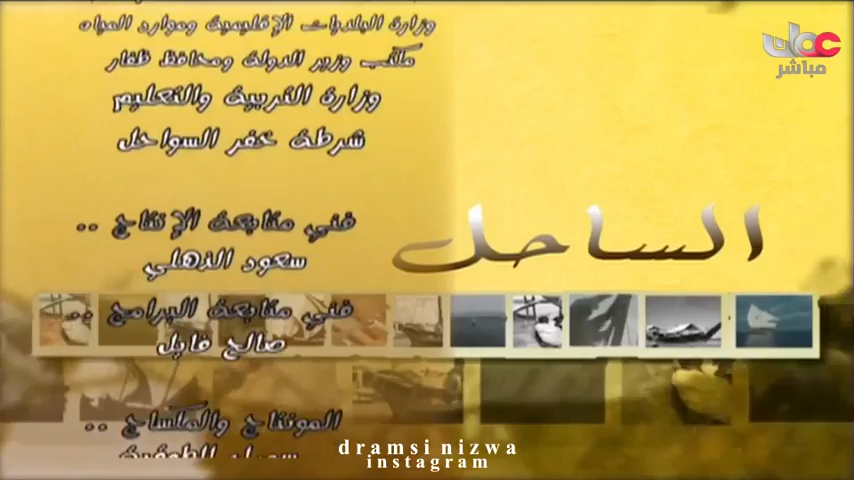 وزارة البلديات الإقليمية وموارد المياه
مكتب وزير الدولة ومحافظ ظفار
وزارة التربية والتعليم
شرطة خفر السواحل
فني متابعة الإنتاج ..
سعود الذهلي
فني متابعة البرامج ..
صالح فايل
المونتاج والمكساج ..
الساحل
عمان
مباشر
dramsi nizwa
instagram